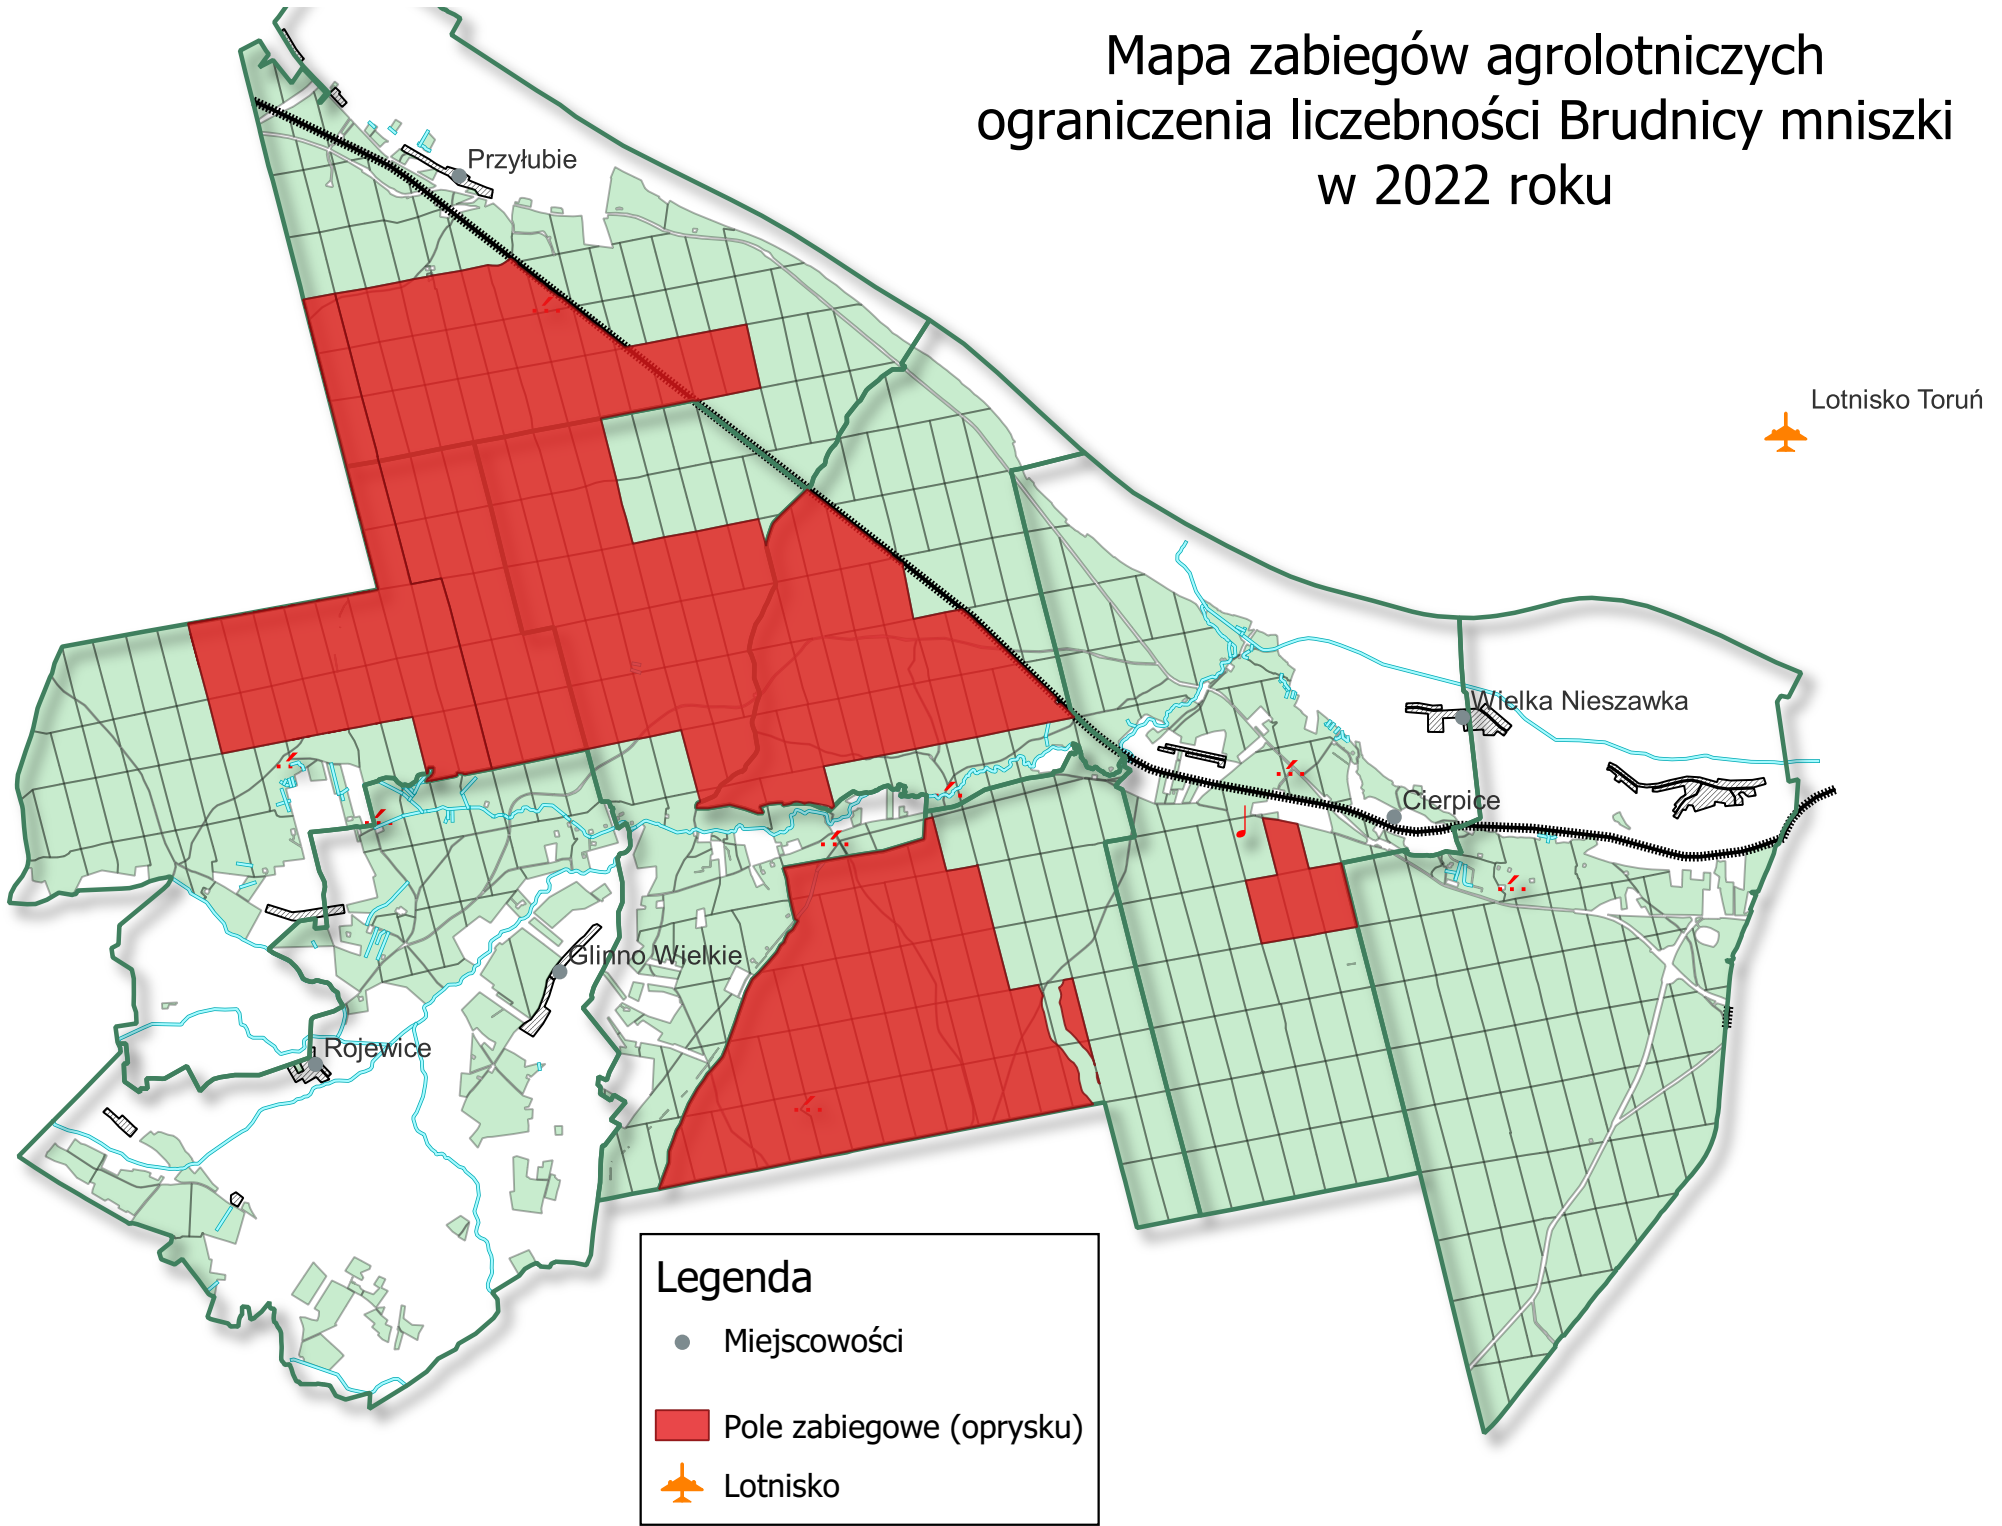 Mapa zabiegów agrolotniczych
ograniczenia liczebności Brudnicy mniszki
w 2022 roku
Przyłubie
Lotnisko Toruń
Wielka Nieszawka
Cierpice
Glinno Wielkie
Rojewice
Legenda
Miejscowości
Pole zabiegowe (oprysku)
Lotnisko